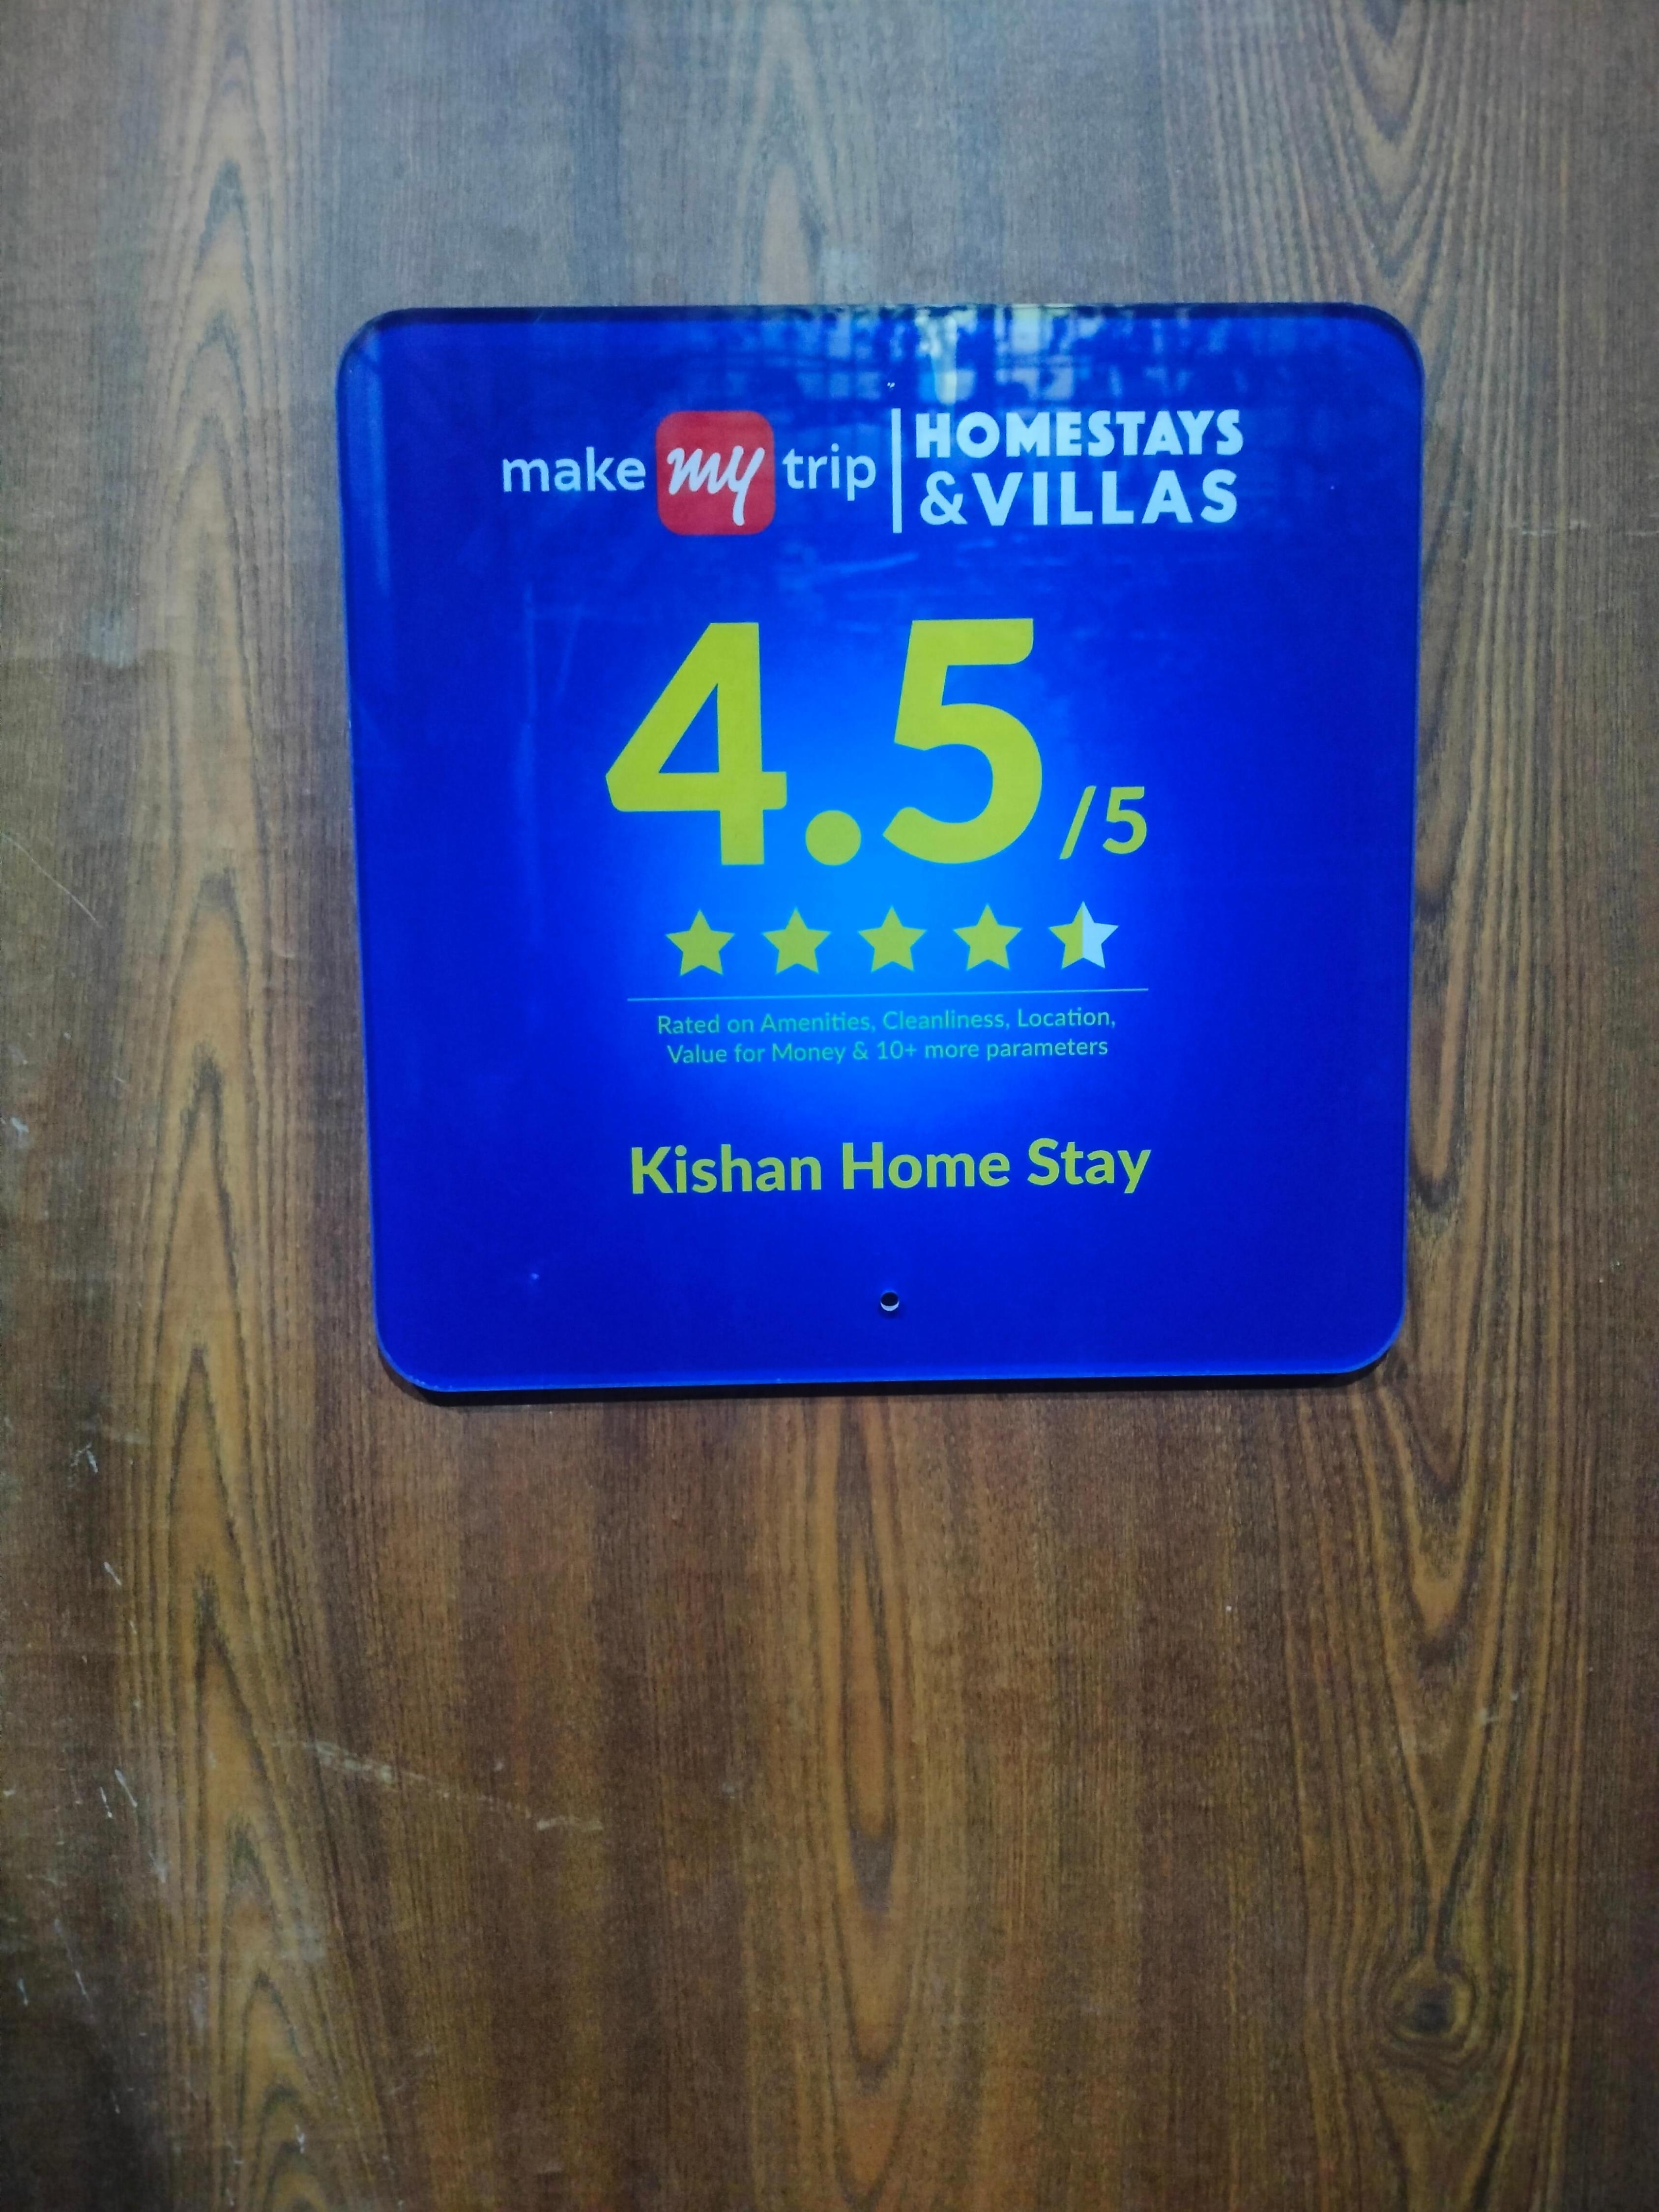 make my trip | HOMESTAYS
&VILLAS
4.5/5
Rated on Amenities, Cleanliness, Location,
Value for Money & 10+ more parameters
Kishan Home Stay